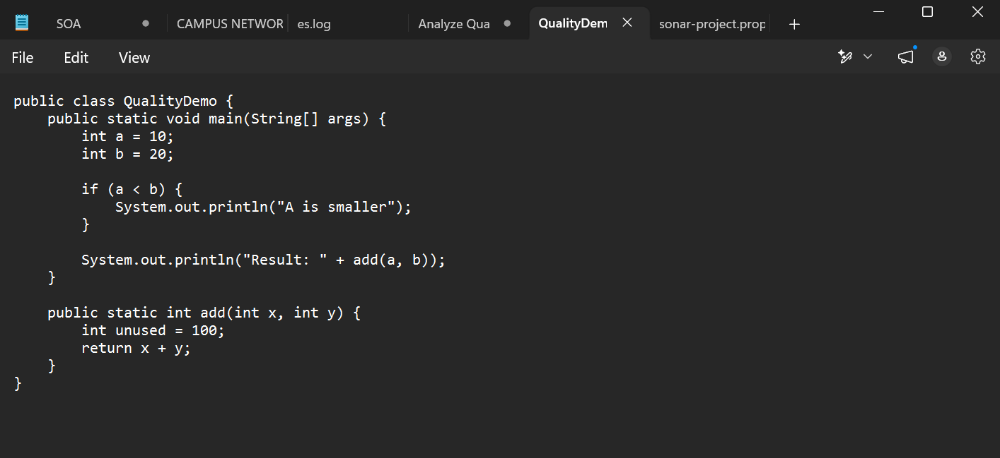 SOA
CAMPUS NETWOR
es.log
Analyze Qua
QualityDem
sonar-project.prop
File Edit View
public class QualityDemo {
    public static void main(String[] args) {
        int a = 10;
        int b = 20;

        if (a < b) {
            System.out.println("A is smaller");
        }

        System.out.println("Result: " + add(a, b));
    }

    public static int add(int x, int y) {
        int unused = 100;
        return x + y;
    }
}